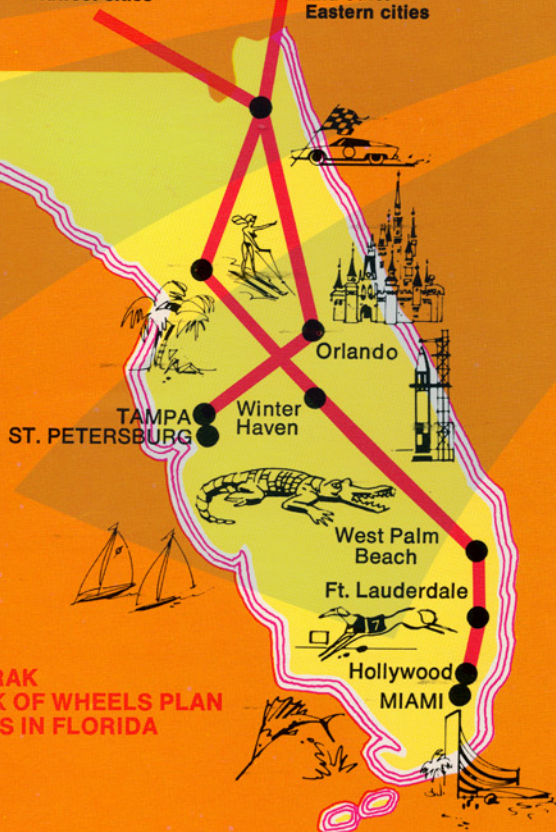 Eastern cities
Orlando
TAMPA
ST. PETERSBURG
Winter
Haven
West Palm
Beach
Ft. Lauderdale
7
Hollywood
MIAMI
RAK
K OF WHEELS PLAN
S IN FLORIDA